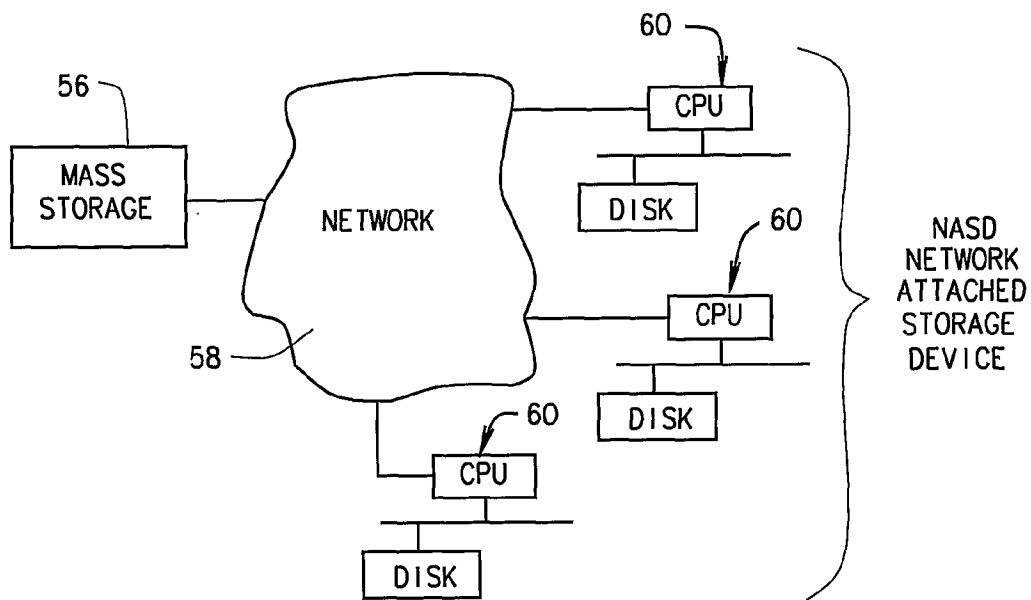 60
56
CPU
MASS
STORAGE
DISK
NETWORK
60
NASD
NETWORK
ATTACHED
STORAGE
DEVICE
CPU
58
DISK
60
CPU
DISK